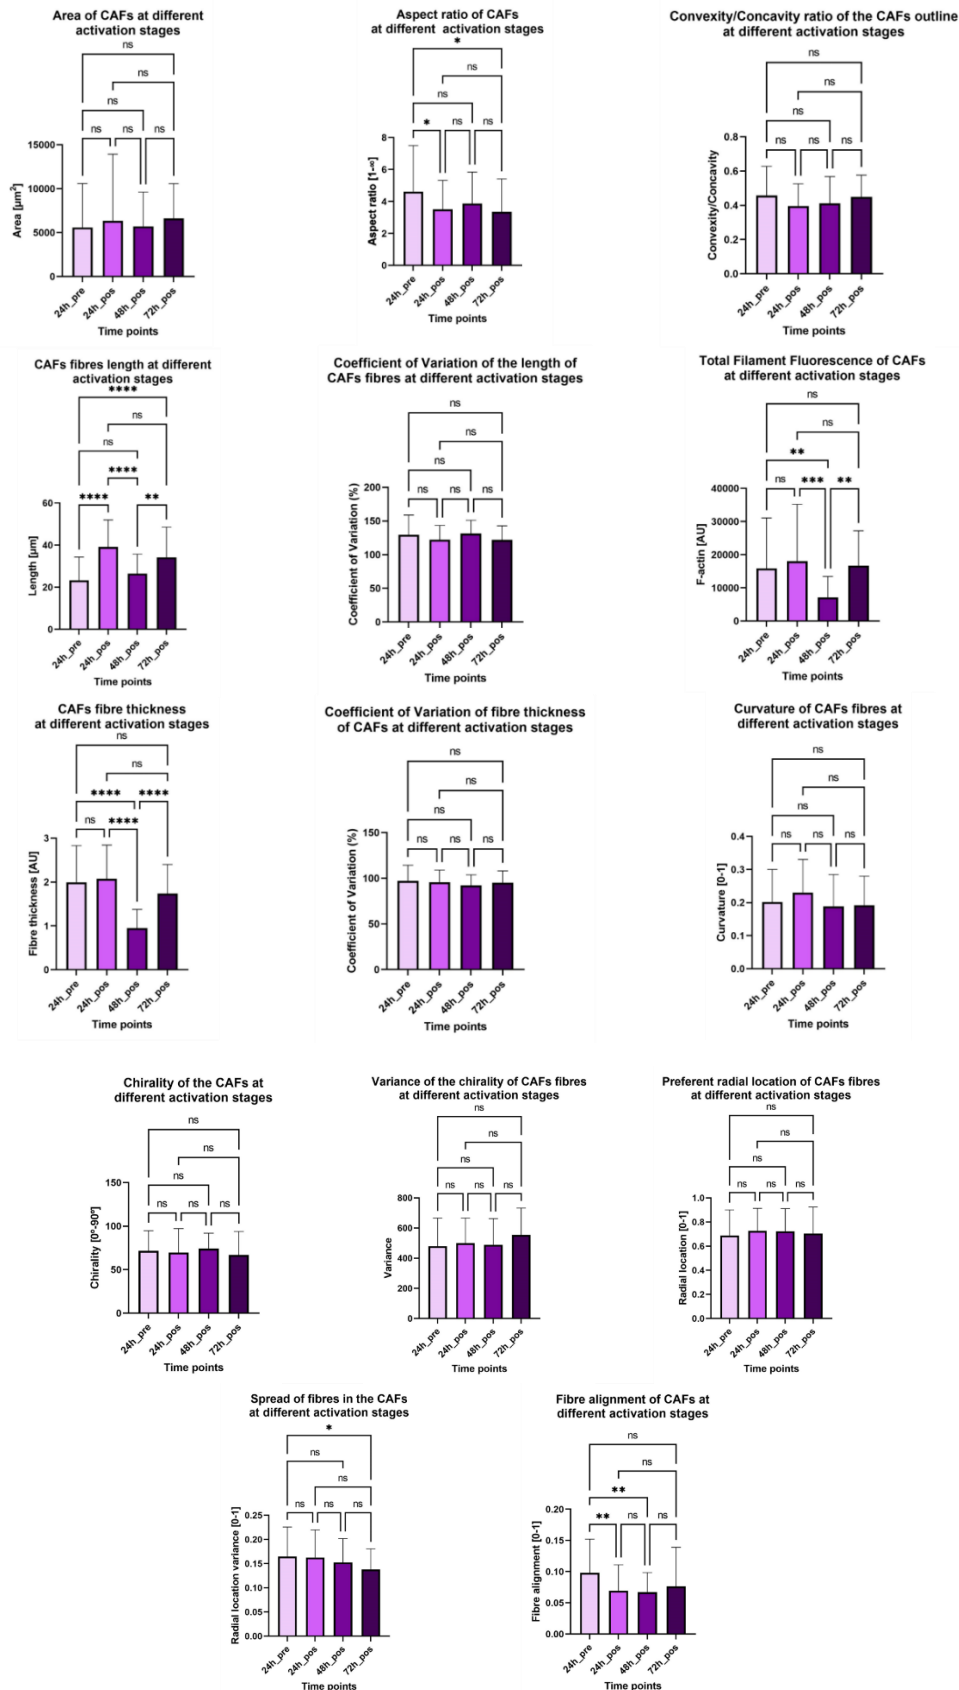 Area of CAFs at different
activation stages
ns
ns
ns
ns
ns
ns
15000
10000
5000
0
Area [µm²]
24h_pre
24h_pos
48h_pos
72h_pos
Time points
Aspect ratio of CAFs
at different activation stages
*
ns
ns
*
ns
ns
8
6
4
2
0
Aspect ratio [1-∞]
24h_pre
24h_pos
48h_pos
72h_pos
Time points
Convexity/Concavity ratio of the CAFs outline
at different activation stages
ns
ns
ns
ns
ns
ns
0.8
0.6
0.4
0.2
0.0
Convexity/Concavity
24h_pre
24h_pos
48h_pos
72h_pos
Time points
CAFs fibres length at different
activation stages
****
ns
ns
****
****
**
60
40
20
0
Length [µm]
24h_pre
24h_pos
48h_pos
72h_pos
Time points
Coefficient of Variation of the length of
CAFs fibres at different activation stages
ns
ns
ns
ns
ns
ns
200
150
100
50
0
Coefficient of Variation (%)
24h_pre
24h_pos
48h_pos
72h_pos
Time points
Total Filament Fluorescence of CAFs
at different activation stages
ns
ns
**
ns
***
**
40000
30000
20000
10000
0
F-actin [AU]
24h_pre
24h_pos
48h_pos
72h_pos
Time points
CAFs fibre thickness
at different activation stages
ns
ns
****
****
ns
****
3
2
1
0
Fibre thickness [AU]
24h_pre
24h_pos
48h_pos
72h_pos
Time points
Coefficient of Variation of fibre thickness
of CAFs at different activation stages
ns
ns
ns
ns
ns
ns
150
100
50
0
Coefficient of Variation (%)
24h_pre
24h_pos
48h_pos
72h_pos
Time points
Curvature of CAFs fibres at
different activation stages
ns
ns
ns
ns
ns
ns
0.4
0.3
0.2
0.1
0.0
Curvature [0-1]
24h_pre
24h_pos
48h_pos
72h_pos
Time points
Chirality of the CAFs at
different activation stages
ns
ns
ns
ns
ns
ns
150
100
50
0
Chirality [0º-90º]
24h_pre
24h_pos
48h_pos
72h_pos
Time points
Variance of the chirality of CAFs fibres
at different activation stages
ns
ns
ns
ns
ns
ns
800
600
400
200
0
Variance
24h_pre
24h_pos
48h_pos
72h_pos
Time points
Preferent radial location of CAFs fibres
at different activation stages
ns
ns
ns
ns
ns
ns
1.0
0.8
0.6
0.4
0.2
0.0
Radial location [0-1]
24h_pre
24h_pos
48h_pos
72h_pos
Time points
Spread of fibres in the CAFs
at different activation stages
*
ns
ns
ns
ns
ns
0.25
0.20
0.15
0.10
0.05
0.00
Radial location variance [0-1]
24h_pre
24h_pos
48h_pos
72h_pos
Time points
Fibre alignment of CAFs at
different activation stages
ns
ns
**
**
ns
ns
0.20
0.15
0.10
0.05
0.00
Fibre alignment [0-1]
24h_pre
24h_pos
48h_pos
72h_pos
Time points